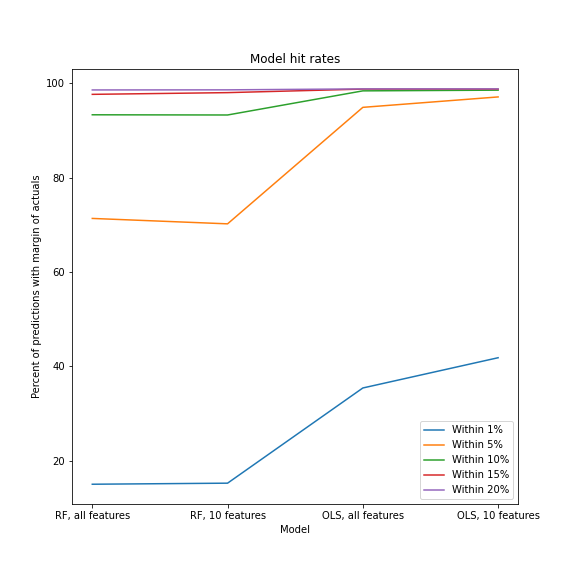 Model hit rates
Percent of predictions with margin of actuals
100
80
60
40
20
Within 1%
Within 5%
Within 10%
Within 15%
Within 20%
RF, all features
RF, 10 features
OLS, all features
OLS, 10 features
Model